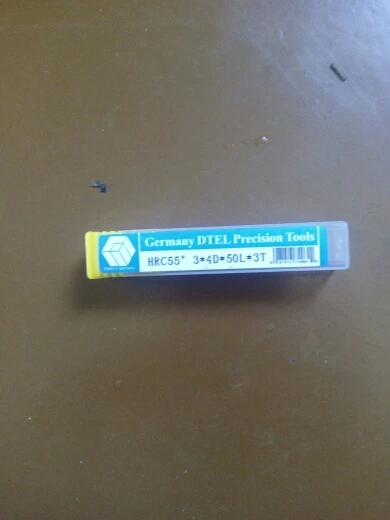 Germany DTEL Precision Tools
HRC55° 3*4D*50L*3T